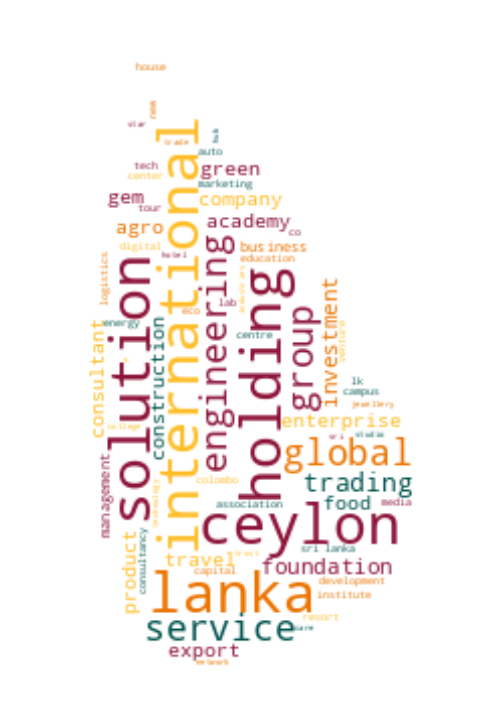 house
new
star
trade
hub
auto
tech
center
green
marketing
gem
tour
company
international
agro
academy
co
digital
hotel
business
education
logistics
solution
engineering
holding
lab
eco
energy
centre
group
investment
venture
consultant
construction
lk
campus
jewellery
college
enterprise
sri
studio
global
management
colombo
trading
association
food
media
ceylon
product
consultancy
sri lanka
travel
trust
foundation
capital
development
lanka
institute
resort
service
care
export
network